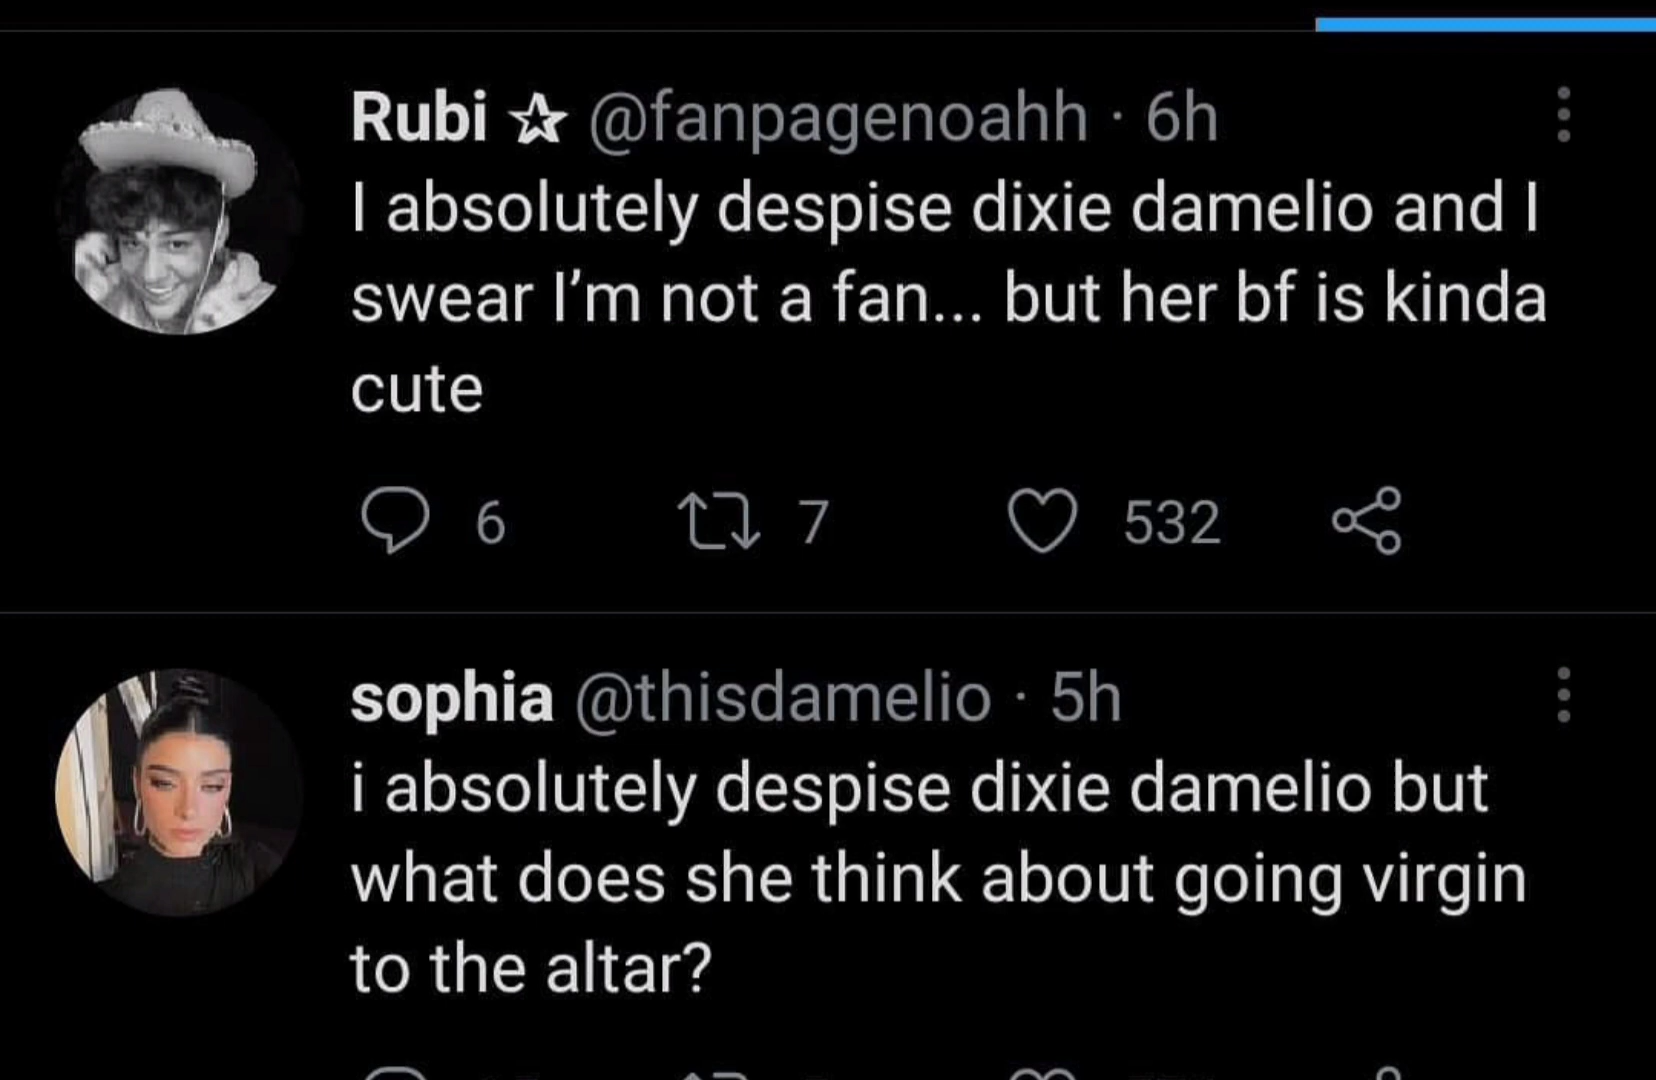 Rubi ☆ @fanpagenoahh · 6h
I absolutely despise dixie damelio and I
swear I’m not a fan... but her bf is kinda
cute
6 7 532
sophia @thisdamelio · 5h
i absolutely despise dixie damelio but
what does she think about going virgin
to the altar?